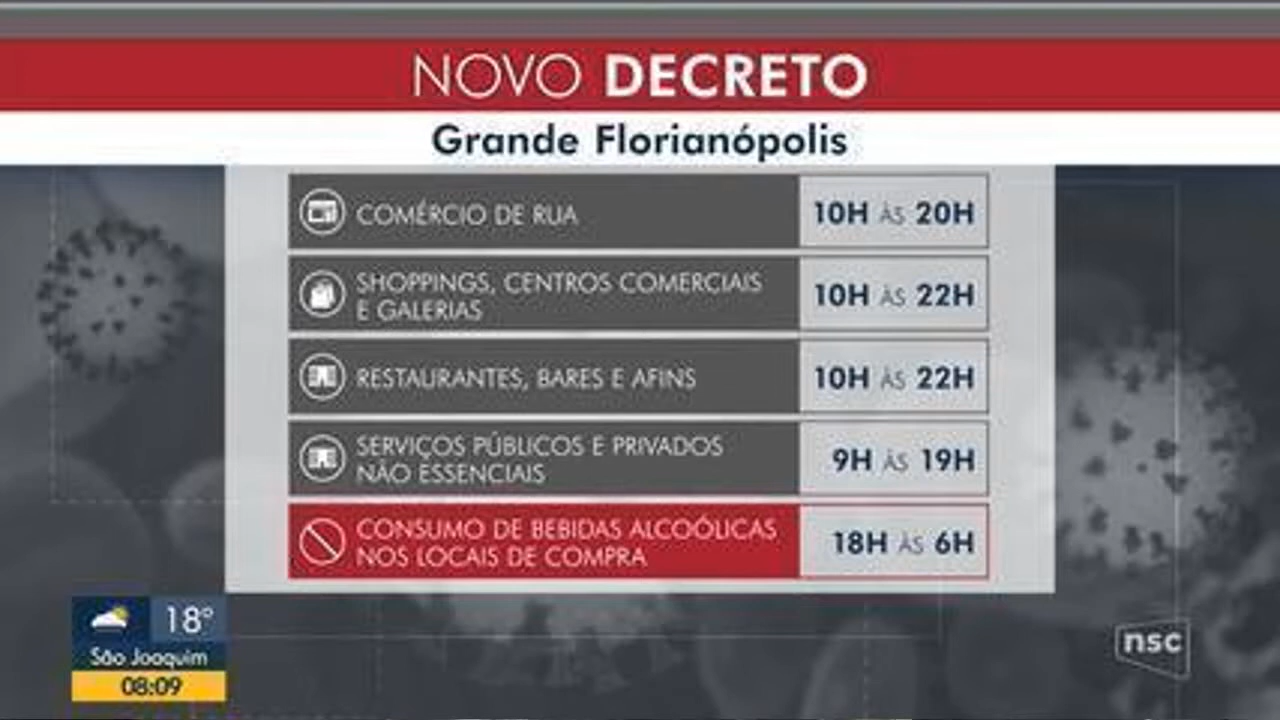 NOVO DECRETO
Grande Florianópolis
COMÉRCIO DE RUA 10H ÀS 20H
SHOPPINGS, CENTROS COMERCIAIS
E GALERIAS 10H ÀS 22H
RESTAURANTES, BARES E AFINS 10H ÀS 22H
SERVIÇOS PÚBLICOS E PRIVADOS
NÃO ESSENCIAIS 9H ÀS 19H
CONSUMO DE BEBIDAS ALCOÓLICAS
NOS LOCAIS DE COMPRA 18H ÀS 6H
18°
São Joaquim
08:09
nsc